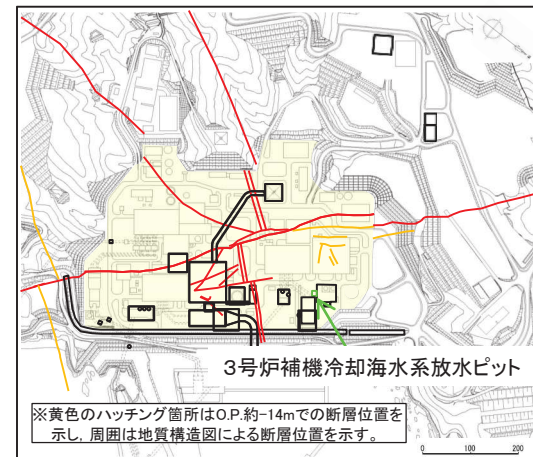 3号炉補機冷却海水系放水ピット
※黄色のハッチング箇所はO.P.約-14mでの断層位置を
示し，周囲は地質構造図による断層位置を示す。
0 100 200